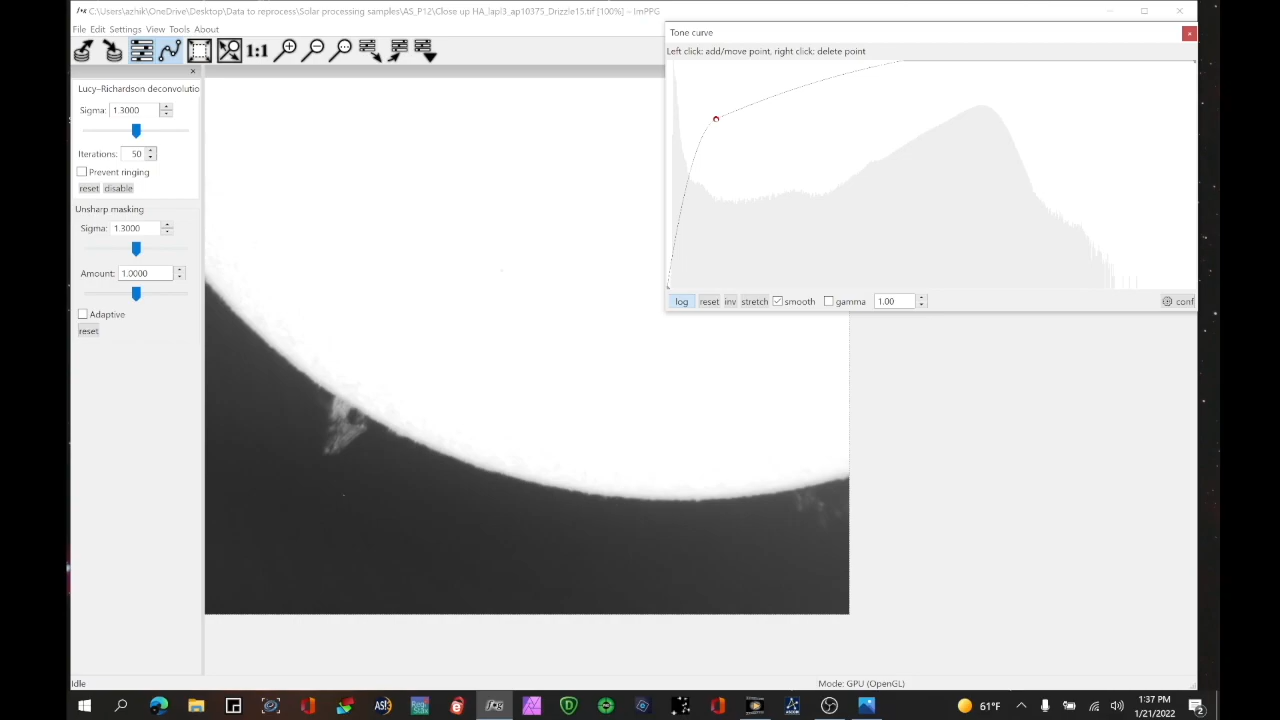 C:\Users\azhik\OneDrive\Desktop\Data to reprocess\Solar processing samples\AS_P12\Close up HA_lapl3_ap10375_Drizzle15.tif [100%] – ImPPG
File Edit Settings View Tools About
1:1
Tone curve
Left click: add/move point, right click: delete point
Lucy–Richardson deconvolutio
Sigma: 1.3000
Iterations: 50
Prevent ringing
reset disable
Unsharp masking
Sigma: 1.3000
Amount: 1.0000
Adaptive
reset
log reset inv stretch smooth gamma 1.00 conf
Idle
Mode: GPU (OpenGL)
61°F
1:37 PM
1/21/2022
2